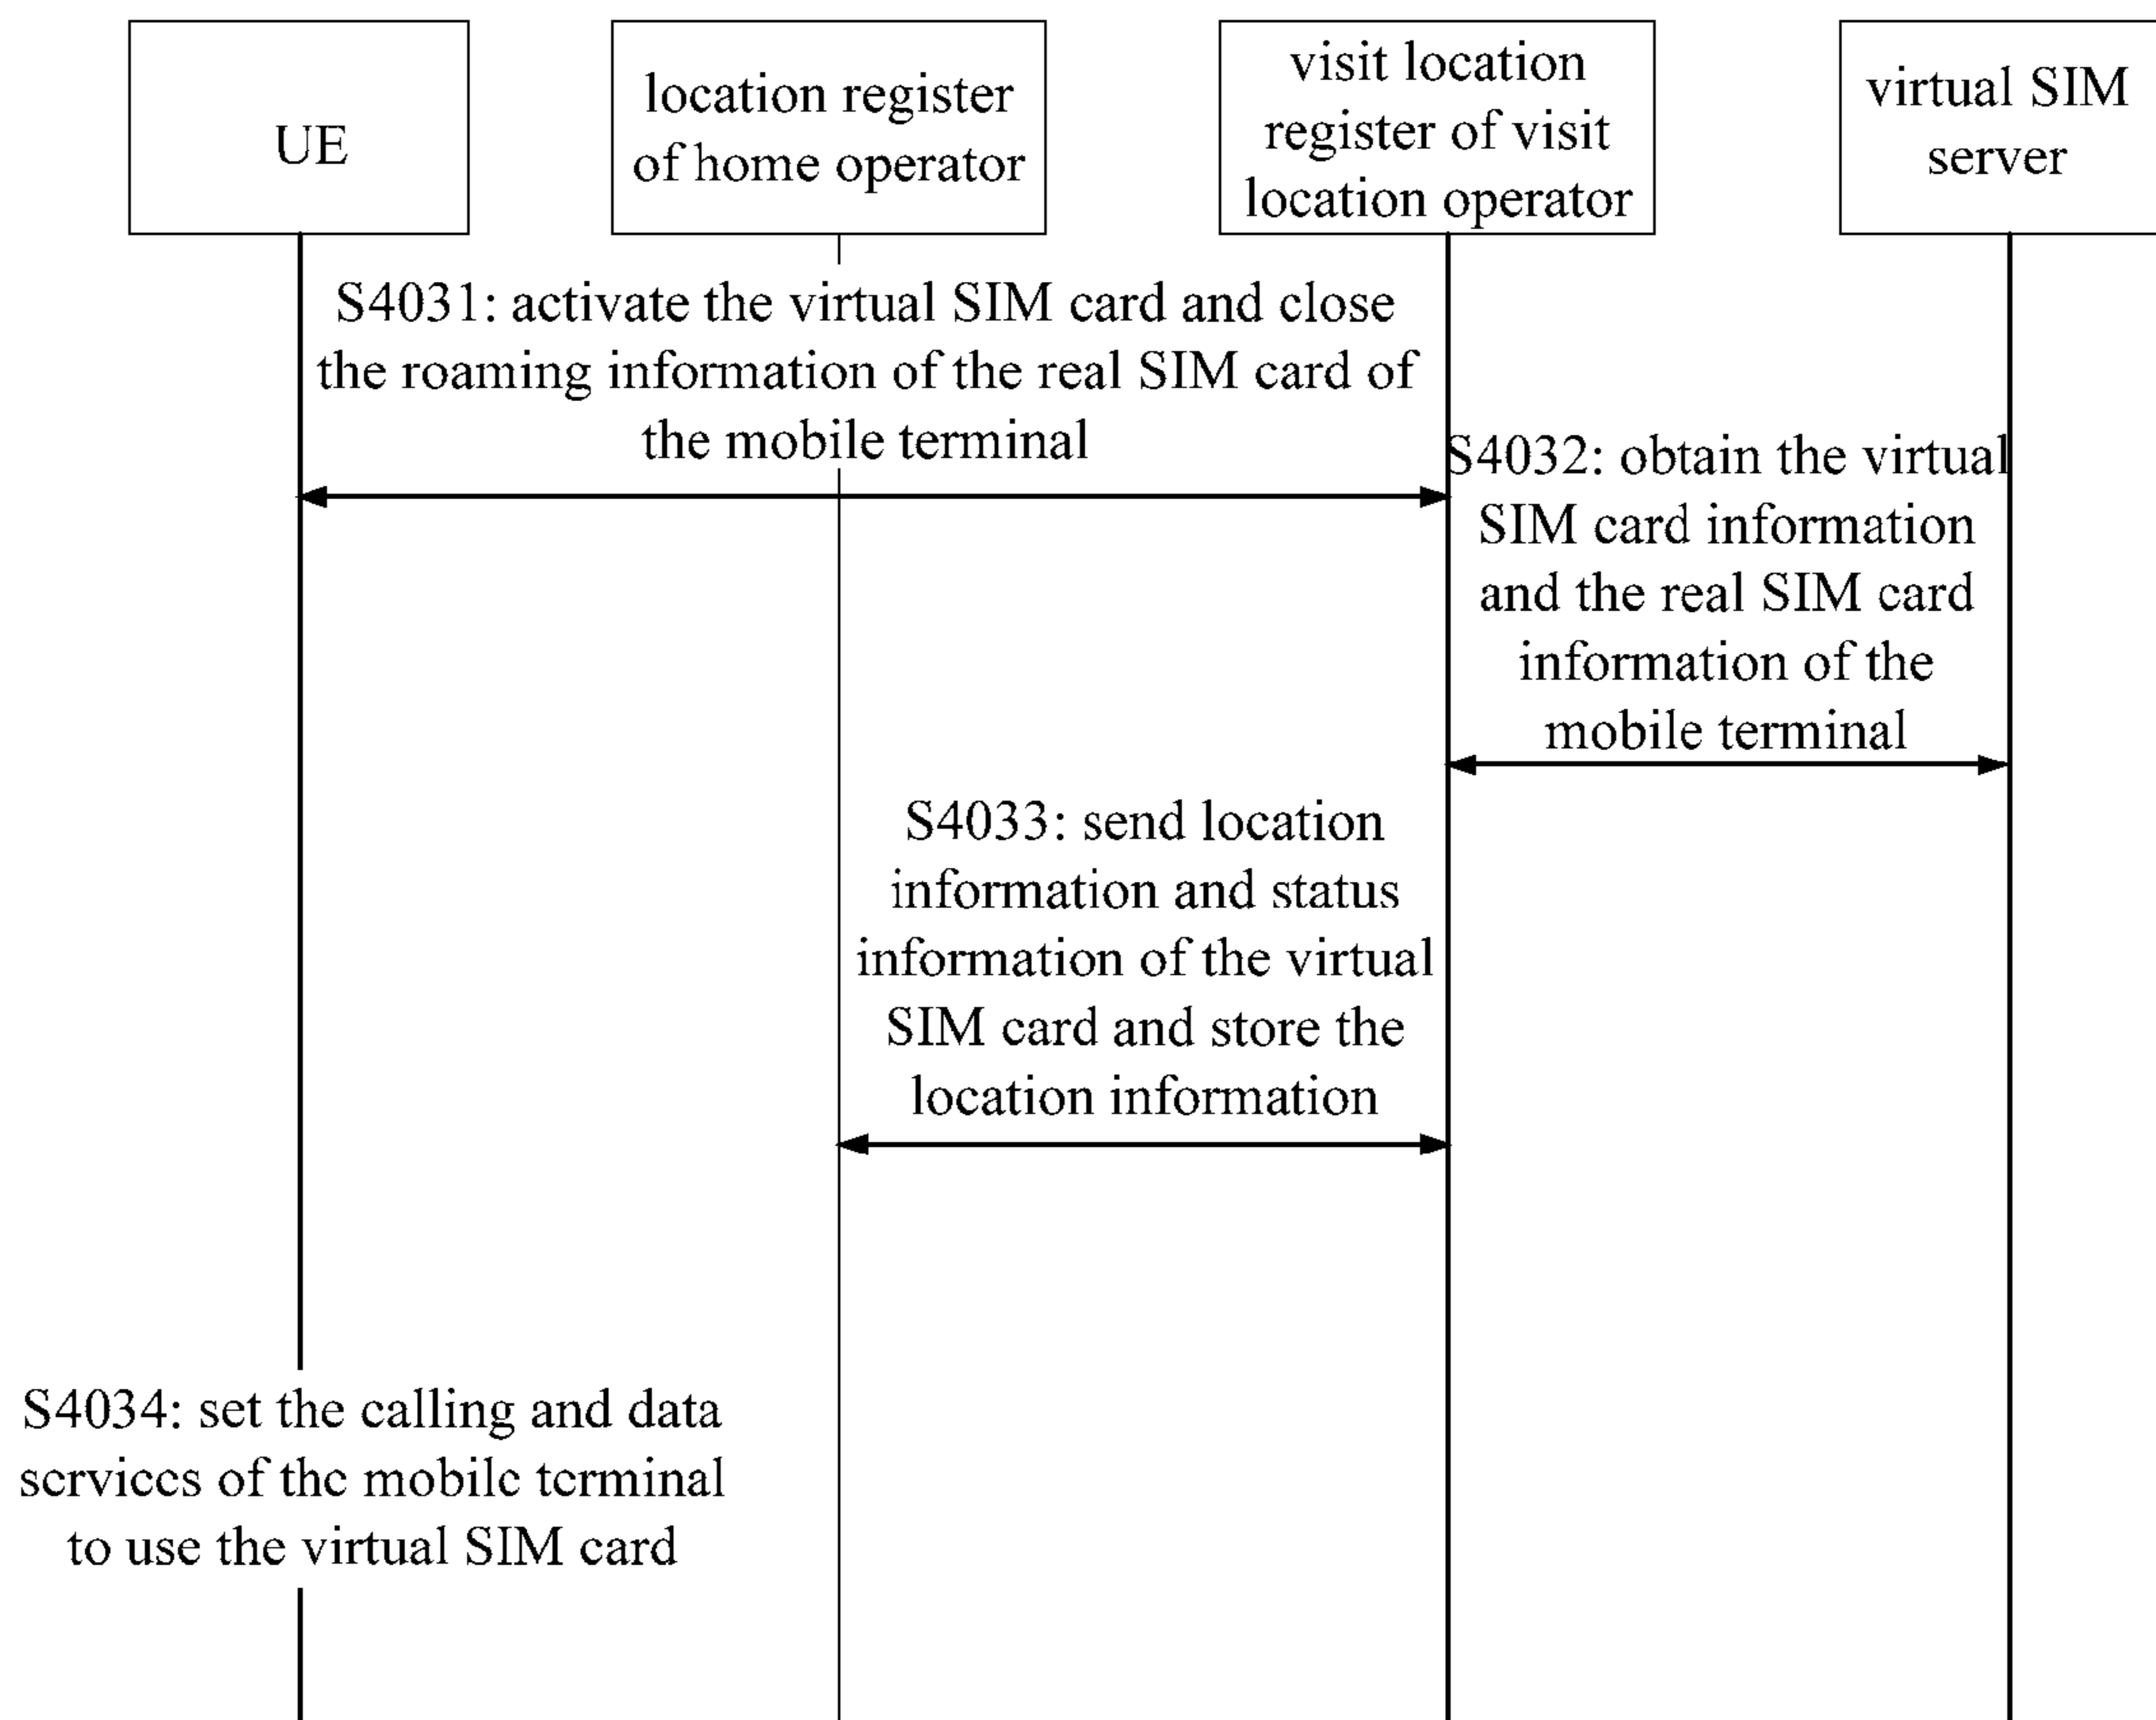 UE
location register
of home operator
visit location
register of visit
location operator
virtual SIM
server
S4031: activate the virtual SIM card and close
the roaming information of the real SIM card of
the mobile terminal
S4032: obtain the virtual
SIM card information
and the real SIM card
information of the
mobile terminal
S4033: send location
information and status
information of the virtual
SIM card and store the
location information
S4034: set the calling and data
services of the mobile terminal
to use the virtual SIM card